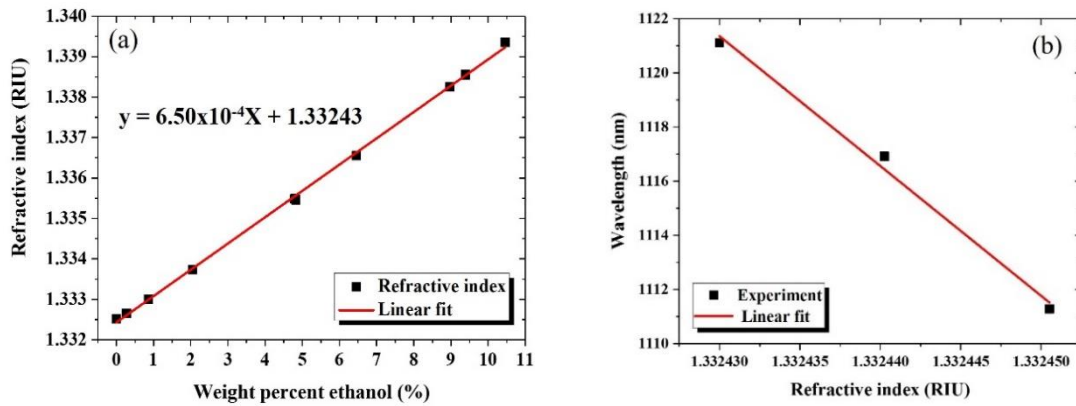 (a)
Refractive index (RIU)
1.340
1.339
1.338
1.337
1.336
1.335
1.334
1.333
1.332
y = 6.50x10⁻⁴X + 1.33243
Refractive index
Linear fit
0 1 2 3 4 5 6 7 8 9 10 11
Weight percent ethanol (%)
(b)
Wavelength (nm)
1122
1120
1118
1116
1114
1112
1110
Experiment
Linear fit
1.332430 1.332435 1.332440 1.332445 1.332450
Refractive index (RIU)